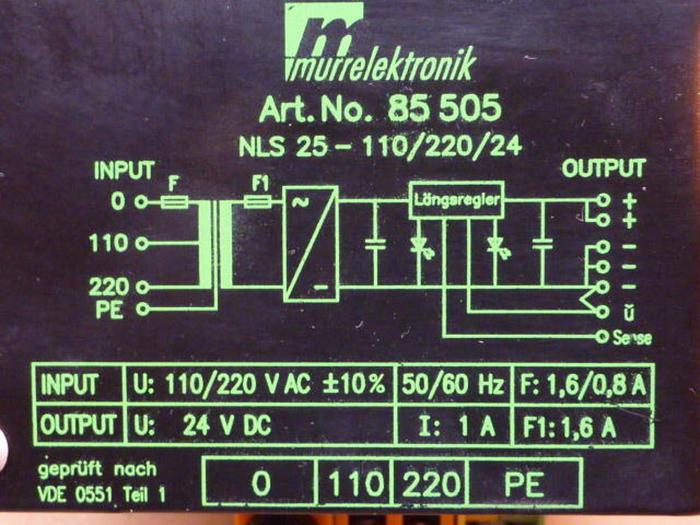 m
murrelektronik
Art.No. 85 505
NLS 25 - 110/220/24
INPUT
OUTPUT
0 F F1 ~ Längsregler +
+
110 -
-
220 - -
ŭ
PE
Sense
INPUT U: 110/220 V AC ±10% 50/60 Hz F: 1,6/0,8 A
OUTPUT U: 24 V DC I: 1 A F1: 1,6 A
geprüft nach
VDE 0551 Teil 1
0 110 220 PE